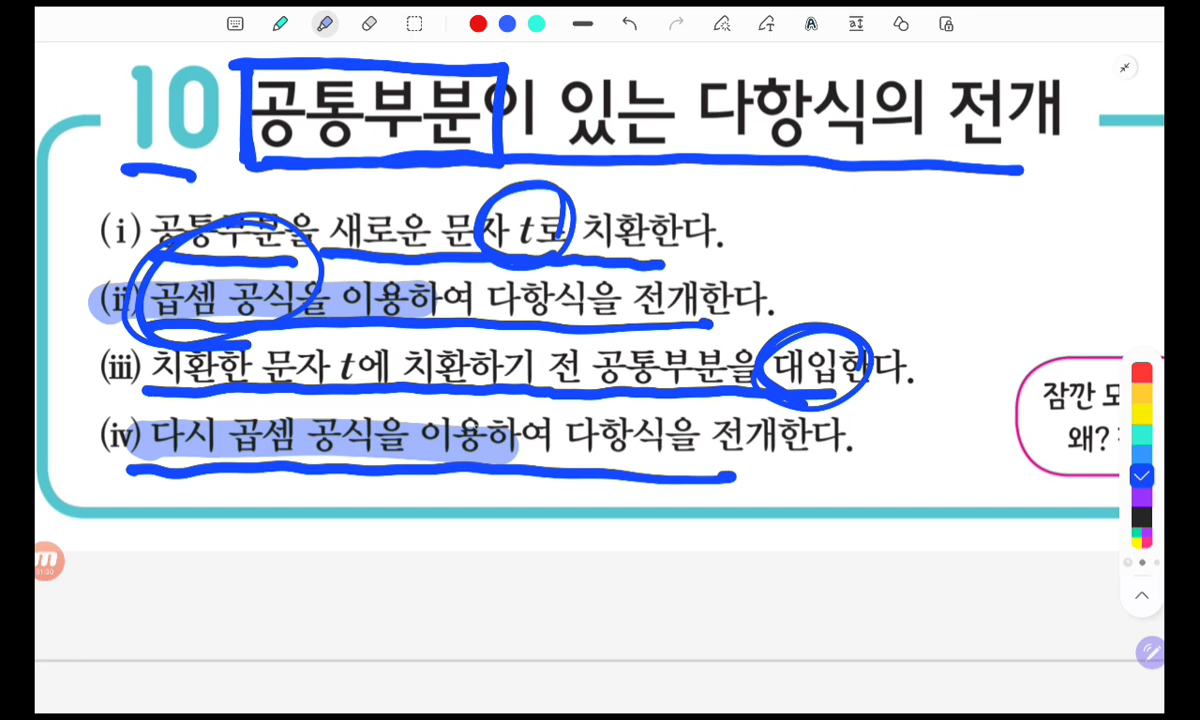 10 공통부분이 있는 다항식의 전개
(ⅰ) 공통부분을 새로운 문자 t로 치환한다.
(ⅱ) 곱셈 공식을 이용하여 다항식을 전개한다.
(ⅲ) 치환한 문자 t에 치환하기 전 공통부분을 대입한다.
(ⅳ) 다시 곱셈 공식을 이용하여 다항식을 전개한다.
잠깐
왜?
01:30